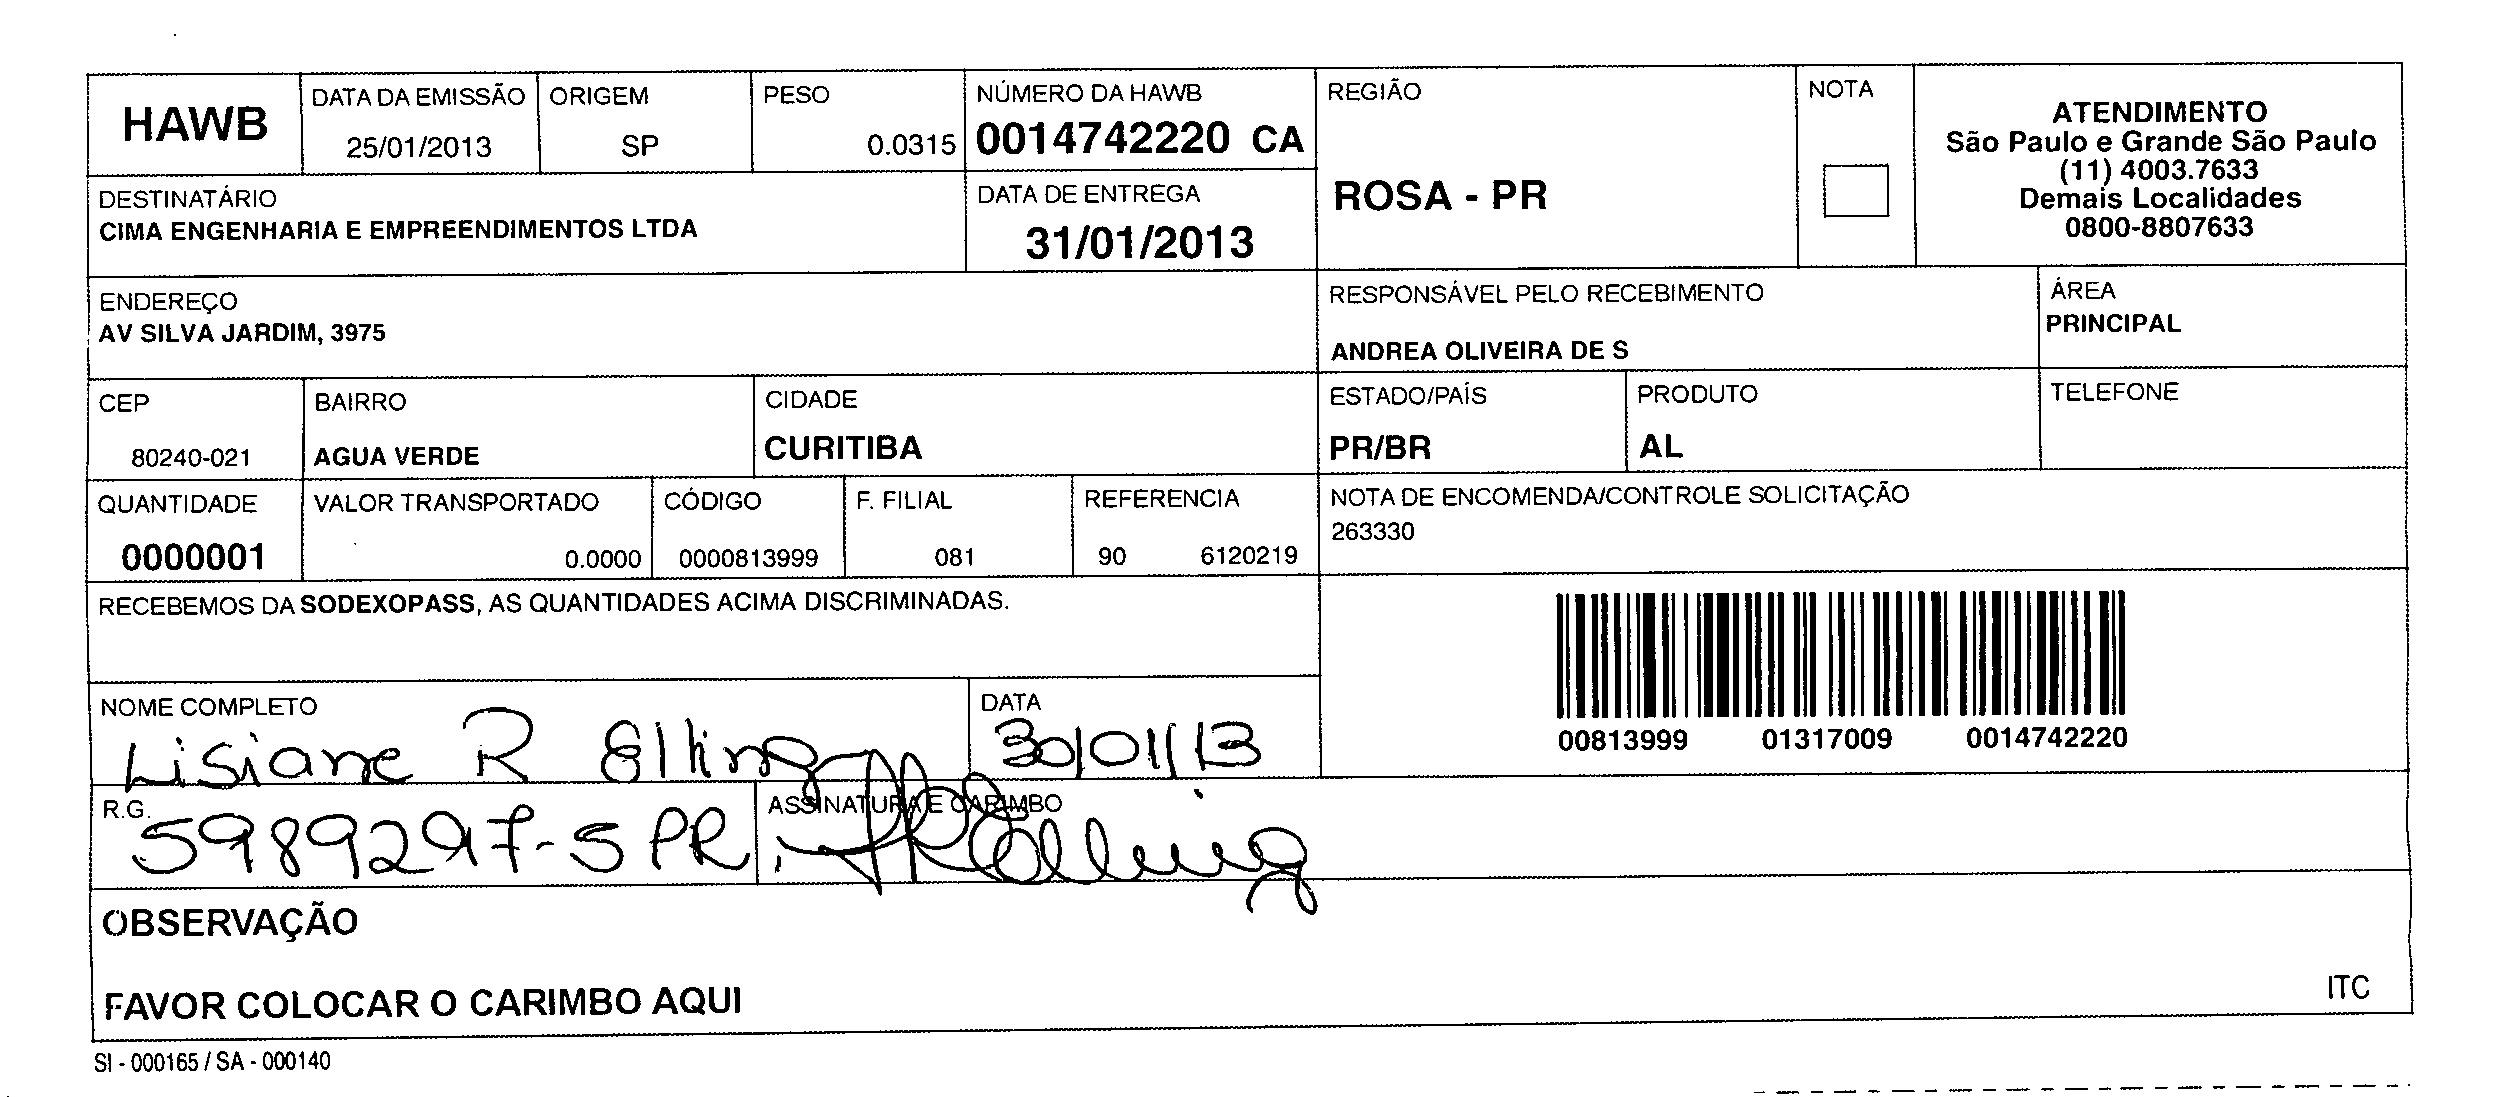 HAWB
DATA DA EMISSÃO
25/01/2013
ORIGEM
SP
PESO
0.0315
NÚMERO DA HAWB
0014742220 CA
REGIÃO
ROSA - PR
NOTA
ATENDIMENTO
São Paulo e Grande São Paulo
(11) 4003.7633
Demais Localidades
0800-8807633
DESTINATÁRIO
CIMA ENGENHARIA E EMPREENDIMENTOS LTDA
DATA DE ENTREGA
31/01/2013
ENDEREÇO
AV SILVA JARDIM, 3975
RESPONSÁVEL PELO RECEBIMENTO
ANDREA OLIVEIRA DE S
ÁREA
PRINCIPAL
CEP
80240-021
BAIRRO
AGUA VERDE
CIDADE
CURITIBA
ESTADO/PAÍS
PR/BR
PRODUTO
AL
TELEFONE
QUANTIDADE
0000001
VALOR TRANSPORTADO
0.0000
CÓDIGO
0000813999
F. FILIAL
081
REFERENCIA
90 6120219
NOTA DE ENCOMENDA/CONTROLE SOLICITAÇÃO
263330
RECEBEMOS DA SODEXOPASS, AS QUANTIDADES ACIMA DISCRIMINADAS.
00813999 01317009 0014742220
NOME COMPLETO
Lisiane R Elling
DATA
30/01/13
R.G.
5989297-5 PR
ASSINATURA E CARIMBO
OBSERVAÇÃO
FAVOR COLOCAR O CARIMBO AQUI
ITC
SI - 000165 / SA - 000140